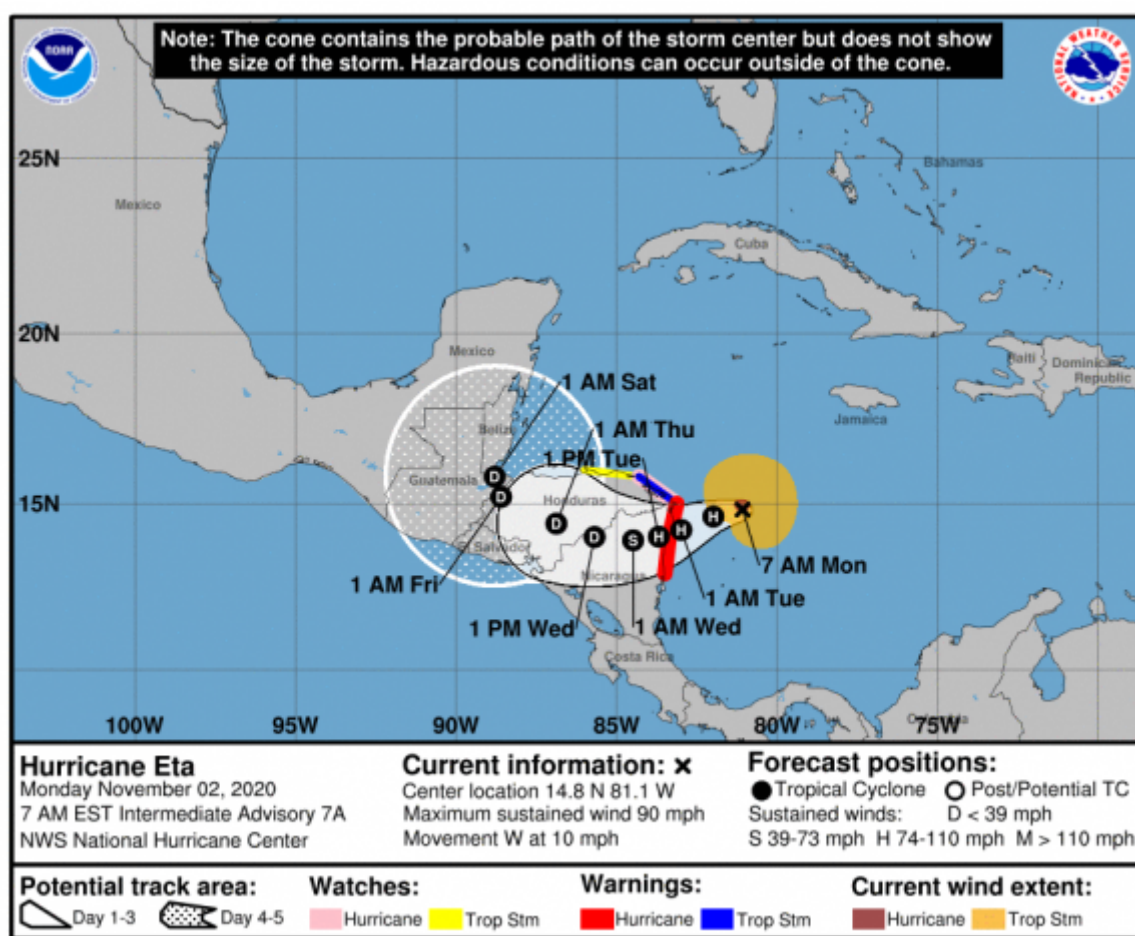 Note: The cone contains the probable path of the storm center but does not show
the size of the storm. Hazardous conditions can occur outside of the cone.
NOAA
NATIONAL WEATHER SERVICE
25N
Bahamas
Mexico
Cuba
20N
Mexico
Haiti
Dominican
Republic
1 AM Sat
Jamaica
Belize
1 AM Thu
1 PM Tue
Guatemala
15N
Honduras
El Salvador
7 AM Mon
1 AM Fri
Nicaragua
1 AM Tue
1 PM Wed
1 AM Wed
Costa Rica
Colombia
D
D
D
D
S
H
H
H
100W
95W
90W
85W
80W
75W
Hurricane Eta
Monday November 02, 2020
7 AM EST Intermediate Advisory 7A
NWS National Hurricane Center
Current information: x
Center location 14.8 N 81.1 W
Maximum sustained wind 90 mph
Movement W at 10 mph
Forecast positions:
Tropical Cyclone Post/Potential TC
Sustained winds: D < 39 mph
S 39-73 mph H 74-110 mph M > 110 mph
Potential track area:
Day 1-3 Day 4-5
Watches:
Hurricane Trop Stm
Warnings:
Hurricane Trop Stm
Current wind extent:
Hurricane Trop Stm